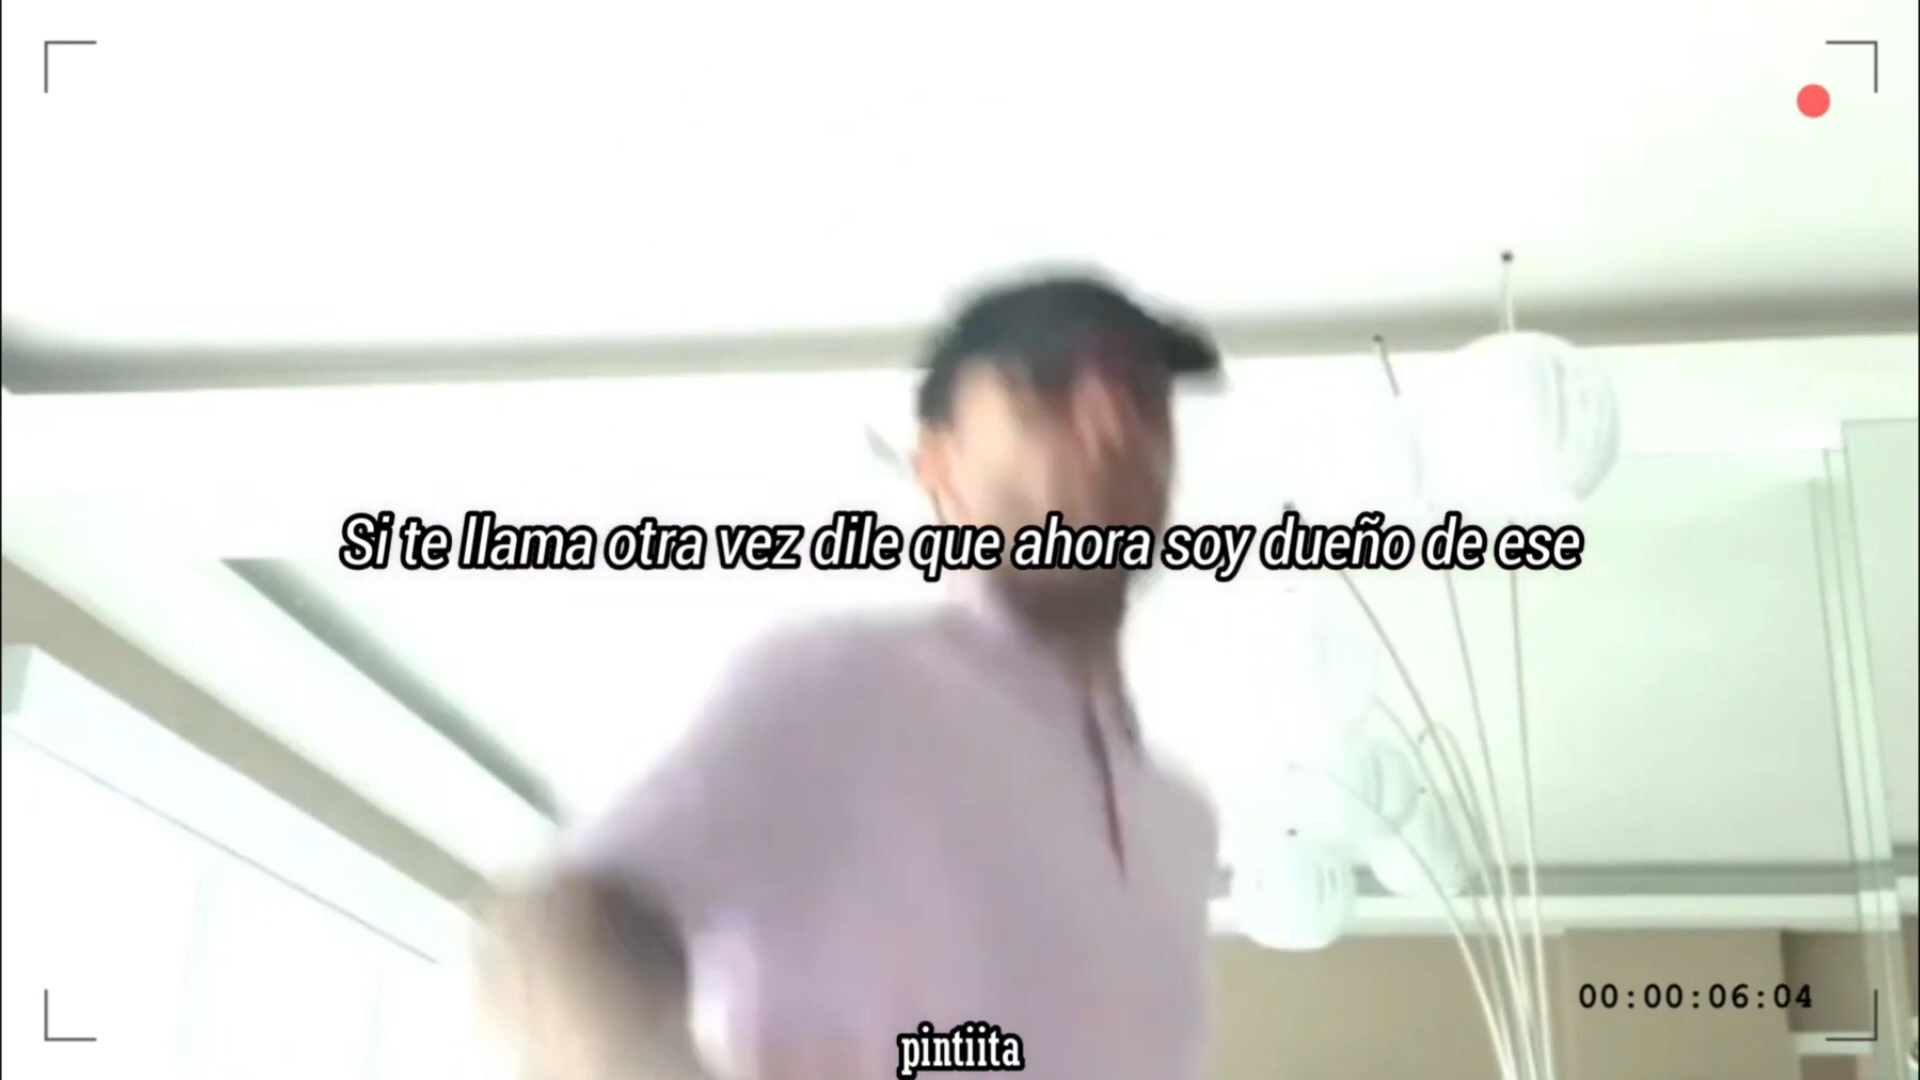 Si te llama otra vez dile que ahora soy dueño de ese
00:00:06:04
pintiita